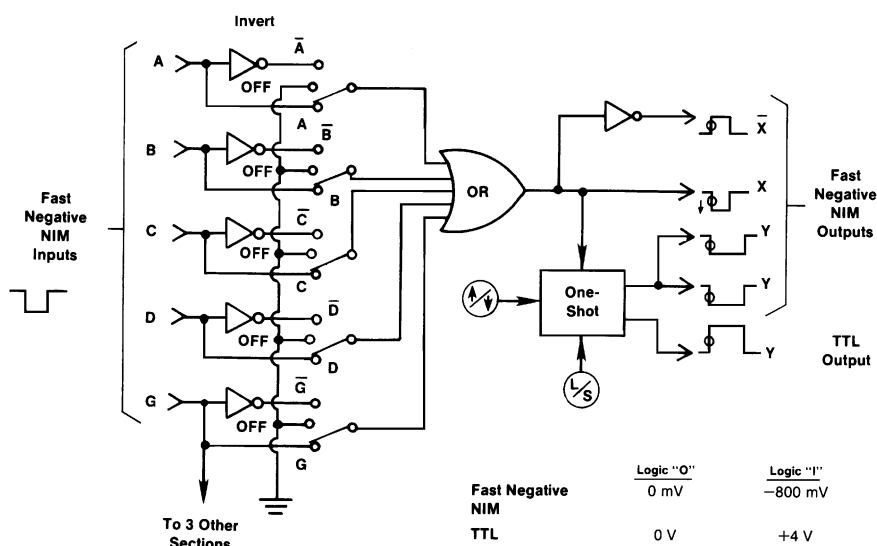 Invert
A
A̅
OFF
A
B
B̅
OFF
B
Fast
Negative
NIM
Inputs
C
C̅
OFF
C
D
D̅
OFF
D
G
G̅
OFF
G
To 3 Other
Sections
OR
One-
Shot
L/S
X̅
X
Y
Y
Y
Fast
Negative
NIM
Outputs
TTL
Output
Logic "O" Logic "I"
Fast Negative NIM 0 mV −800 mV
TTL 0 V +4 V